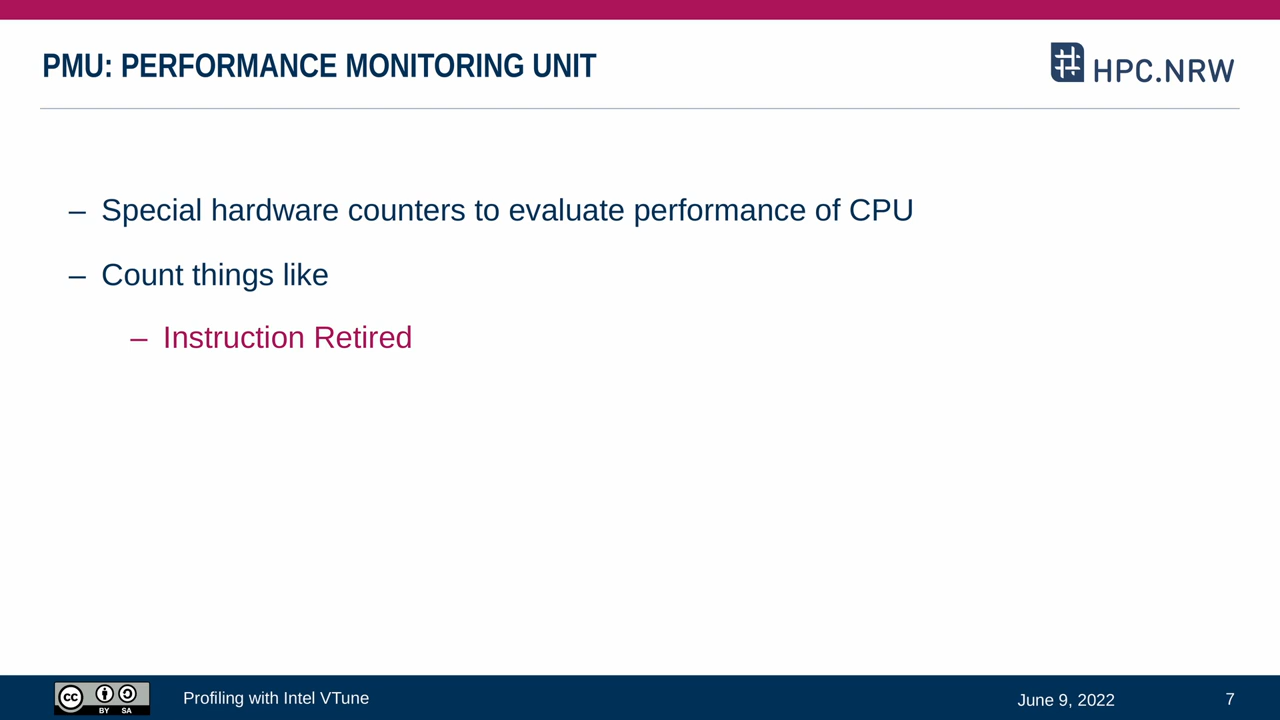 PMU: PERFORMANCE MONITORING UNIT
HPC.NRW
– Special hardware counters to evaluate performance of CPU
– Count things like
– Instruction Retired
cc BY SA
Profiling with Intel VTune
June 9, 2022
7